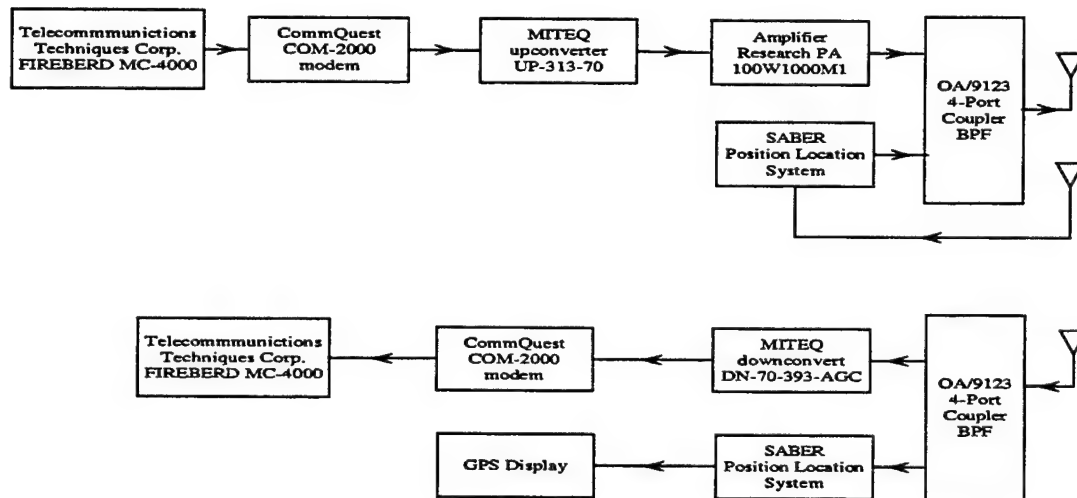 Telecommmunictions
Techniques Corp.
FIREBERD MC-4000
CommQuest
COM-2000
modem
MITEQ
upconverter
UP-313-70
Amplifier
Research PA
100W1000M1
OA/9123
4-Port
Coupler
BPF
SABER
Position Location
System
Telecommmunictions
Techniques Corp.
FIREBERD MC-4000
CommQuest
COM-2000
modem
MITEQ
downconvert
DN-70-393-AGC
OA/9123
4-Port
Coupler
BPF
GPS Display
SABER
Position Location
System